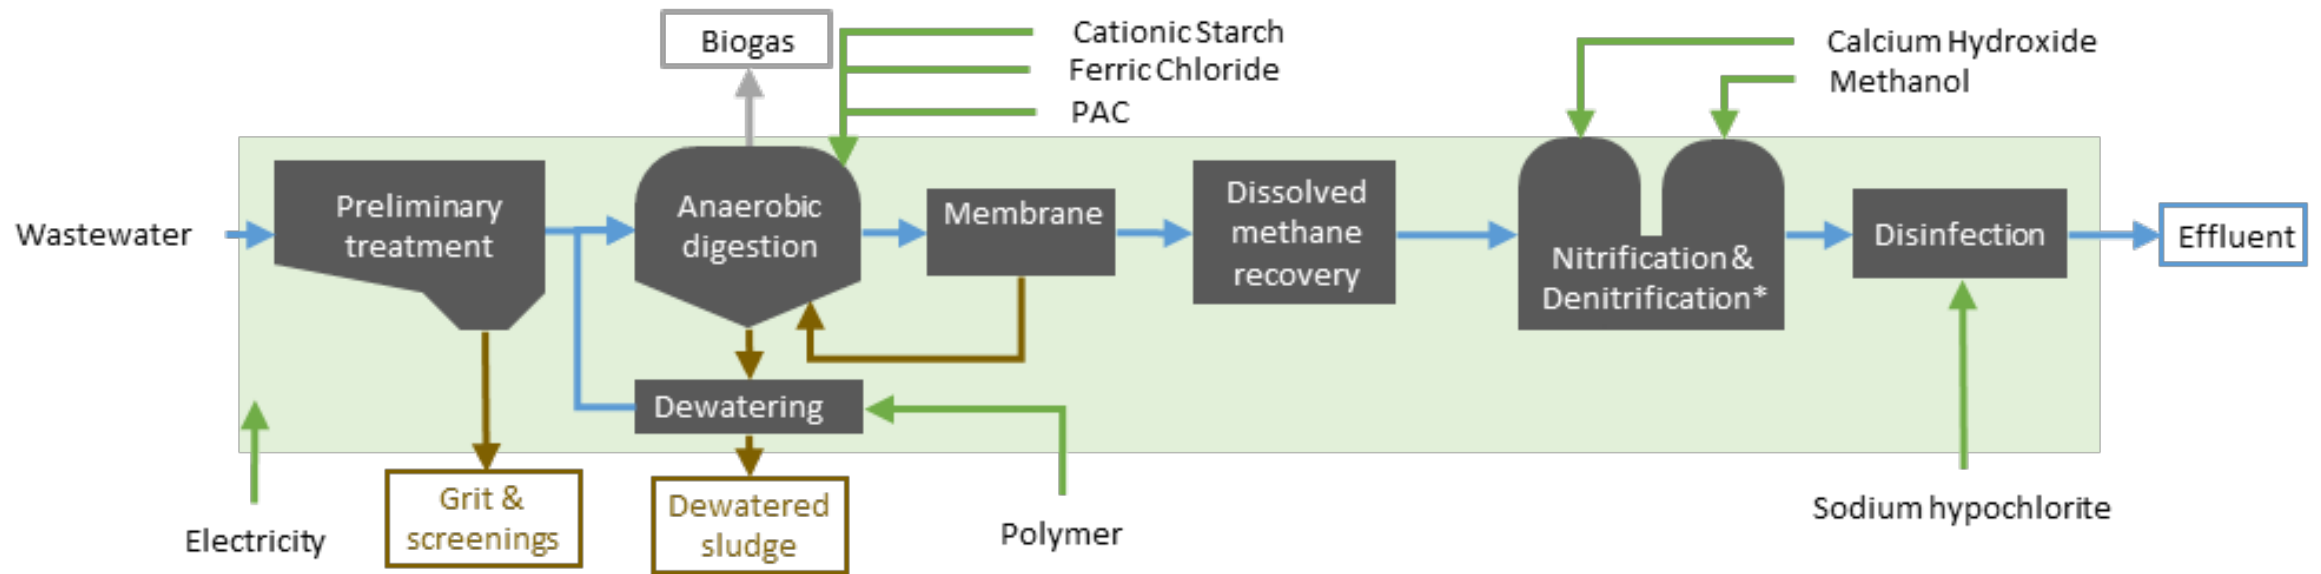 Biogas
Cationic Starch
Ferric Chloride
PAC
Calcium Hydroxide
Methanol
Wastewater
Preliminary
treatment
Anaerobic
digestion
Membrane
Dissolved
methane
recovery
Nitrification &
Denitrification*
Disinfection
Effluent
Dewatering
Electricity
Grit &
screenings
Dewatered
sludge
Polymer
Sodium hypochlorite